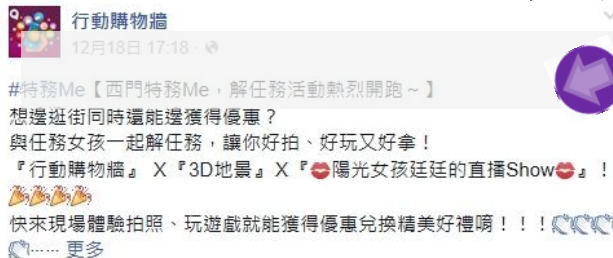 行動購物牆
12月18日 17:18
#特務Me【西門特務Me,解任務活動熱烈開跑~】
想邊逛街同時還能邊獲得優惠?
與任務女孩一起解任務,讓你好拍、好玩又好拿!
『行動購物牆』 X『3D地景』X『💋陽光女孩廷廷的直播Show💋』!
🎉🎉🎉🎉
快來現場體驗拍照、玩遊戲就能獲得優惠兌換精美好禮唷!!!👏👏👏
👏…… 更多